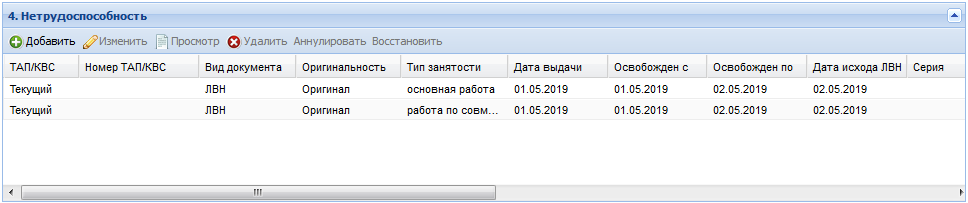 4. Нетрудоспособность
Добавить Изменить Просмотр Удалить Аннулировать Восстановить
ТАП/КВС Номер ТАП/КВС Вид документа Оригинальность Тип занятости Дата выдачи Освобожден с Освобожден по Дата исхода ЛВН Серия
Текущий ЛВН Оригинал основная работа 01.05.2019 01.05.2019 02.05.2019 02.05.2019
Текущий ЛВН Оригинал работа по совм... 01.05.2019 01.05.2019 02.05.2019 02.05.2019